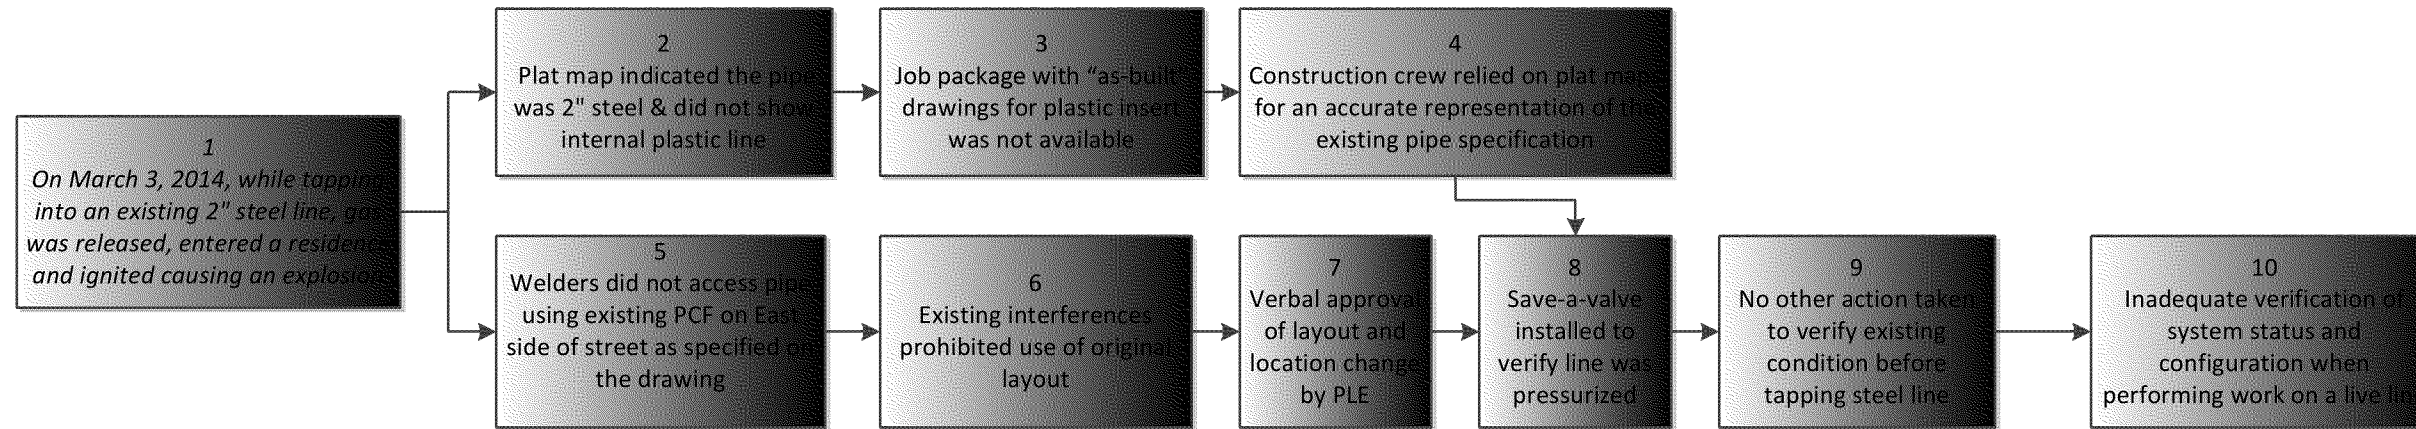 1
On March 3, 2014, while tapping
into an existing 2" steel line, gas
was released, entered a residence
and ignited causing an explosion
2
Plat map indicated the pipe
was 2" steel & did not show
internal plastic line
3
Job package with “as-built”
drawings for plastic insert
was not available
4
Construction crew relied on plat map
for an accurate representation of the
existing pipe specification
5
Welders did not access pipe
using existing PCF on East
side of street as specified on
the drawing
6
Existing interferences
prohibited use of original
layout
7
Verbal approval
of layout and
location change
by PLE
8
Save-a-valve
installed to
verify line was
pressurized
9
No other action taken
to verify existing
condition before
tapping steel line
10
Inadequate verification of
system status and
configuration when
performing work on a live line